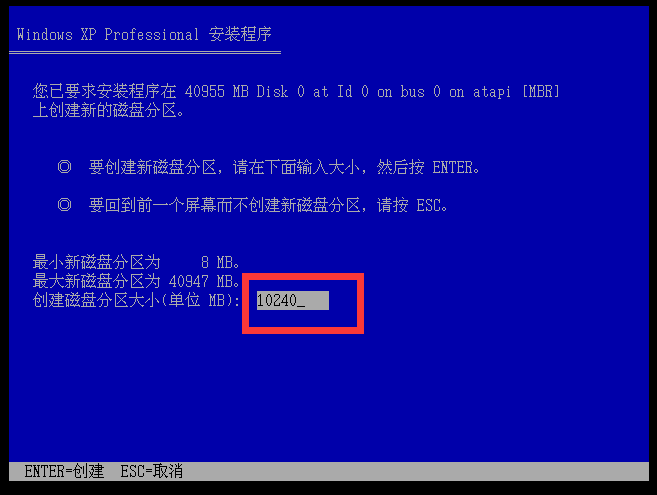 Windows XP Professional 安装程序
您已要求安装程序在 40955 MB Disk 0 at Id 0 on bus 0 on atapi [MBR]
上创建新的磁盘分区。
◎ 要创建新磁盘分区，请在下面输入大小，然后按 ENTER。
◎ 要回到前一个屏幕而不创建新磁盘分区，请按 ESC。
最小新磁盘分区为 8 MB。
最大新磁盘分区为 40947 MB。
创建磁盘分区大小(单位 MB): 10240_
ENTER=创建 ESC=取消